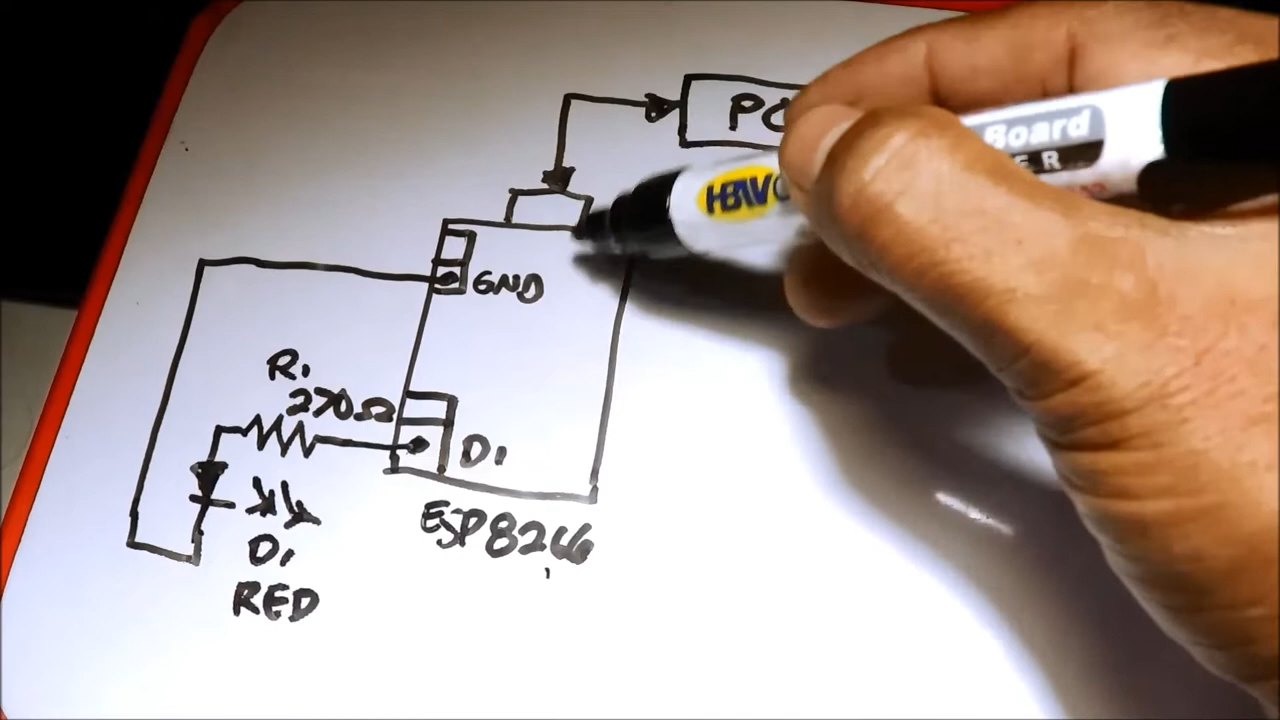 PC
Board
GND
R1
270Ω
D1
ESP8266
D1
RED